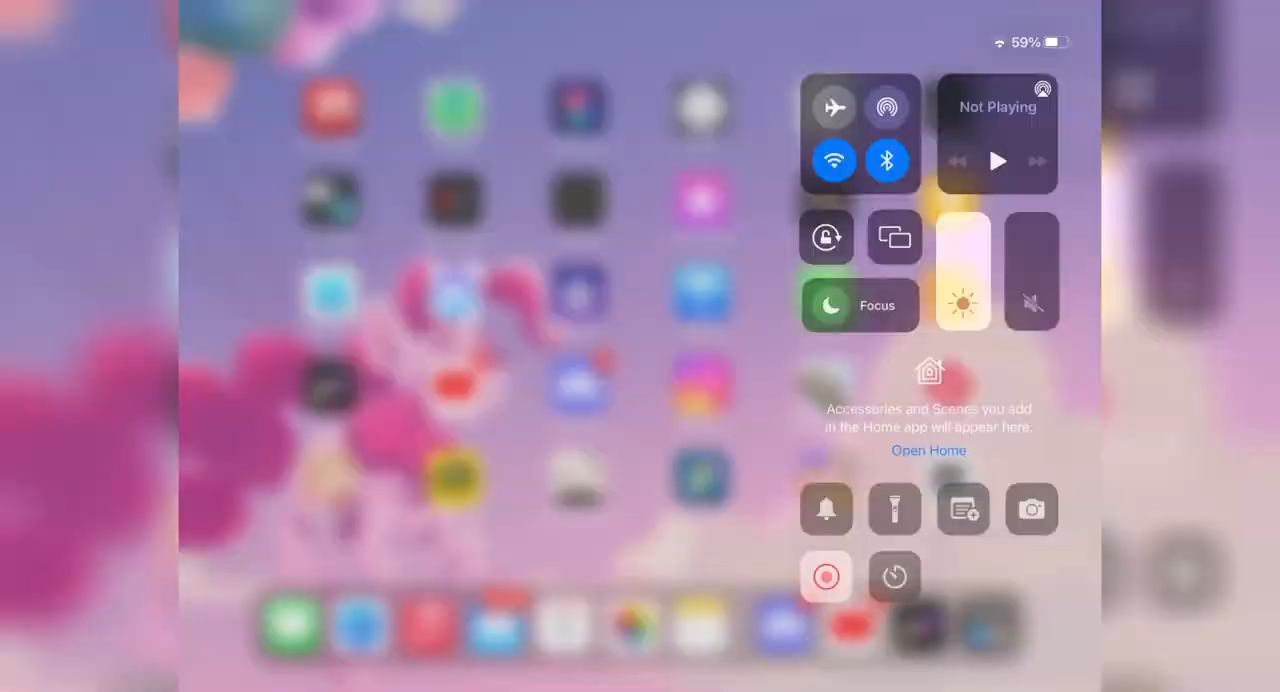 59%
Not Playing
Focus
Accessories and Scenes you add
in the Home app will appear here.
Open Home